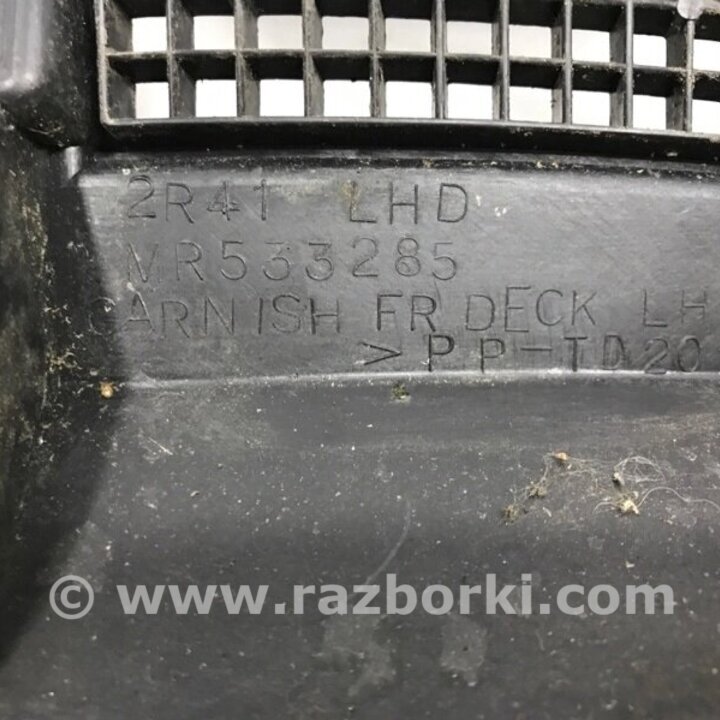 2R41 LHD
MR533285
GARNISH FR DECK LH
>PP-TD20
© www.razborki.com